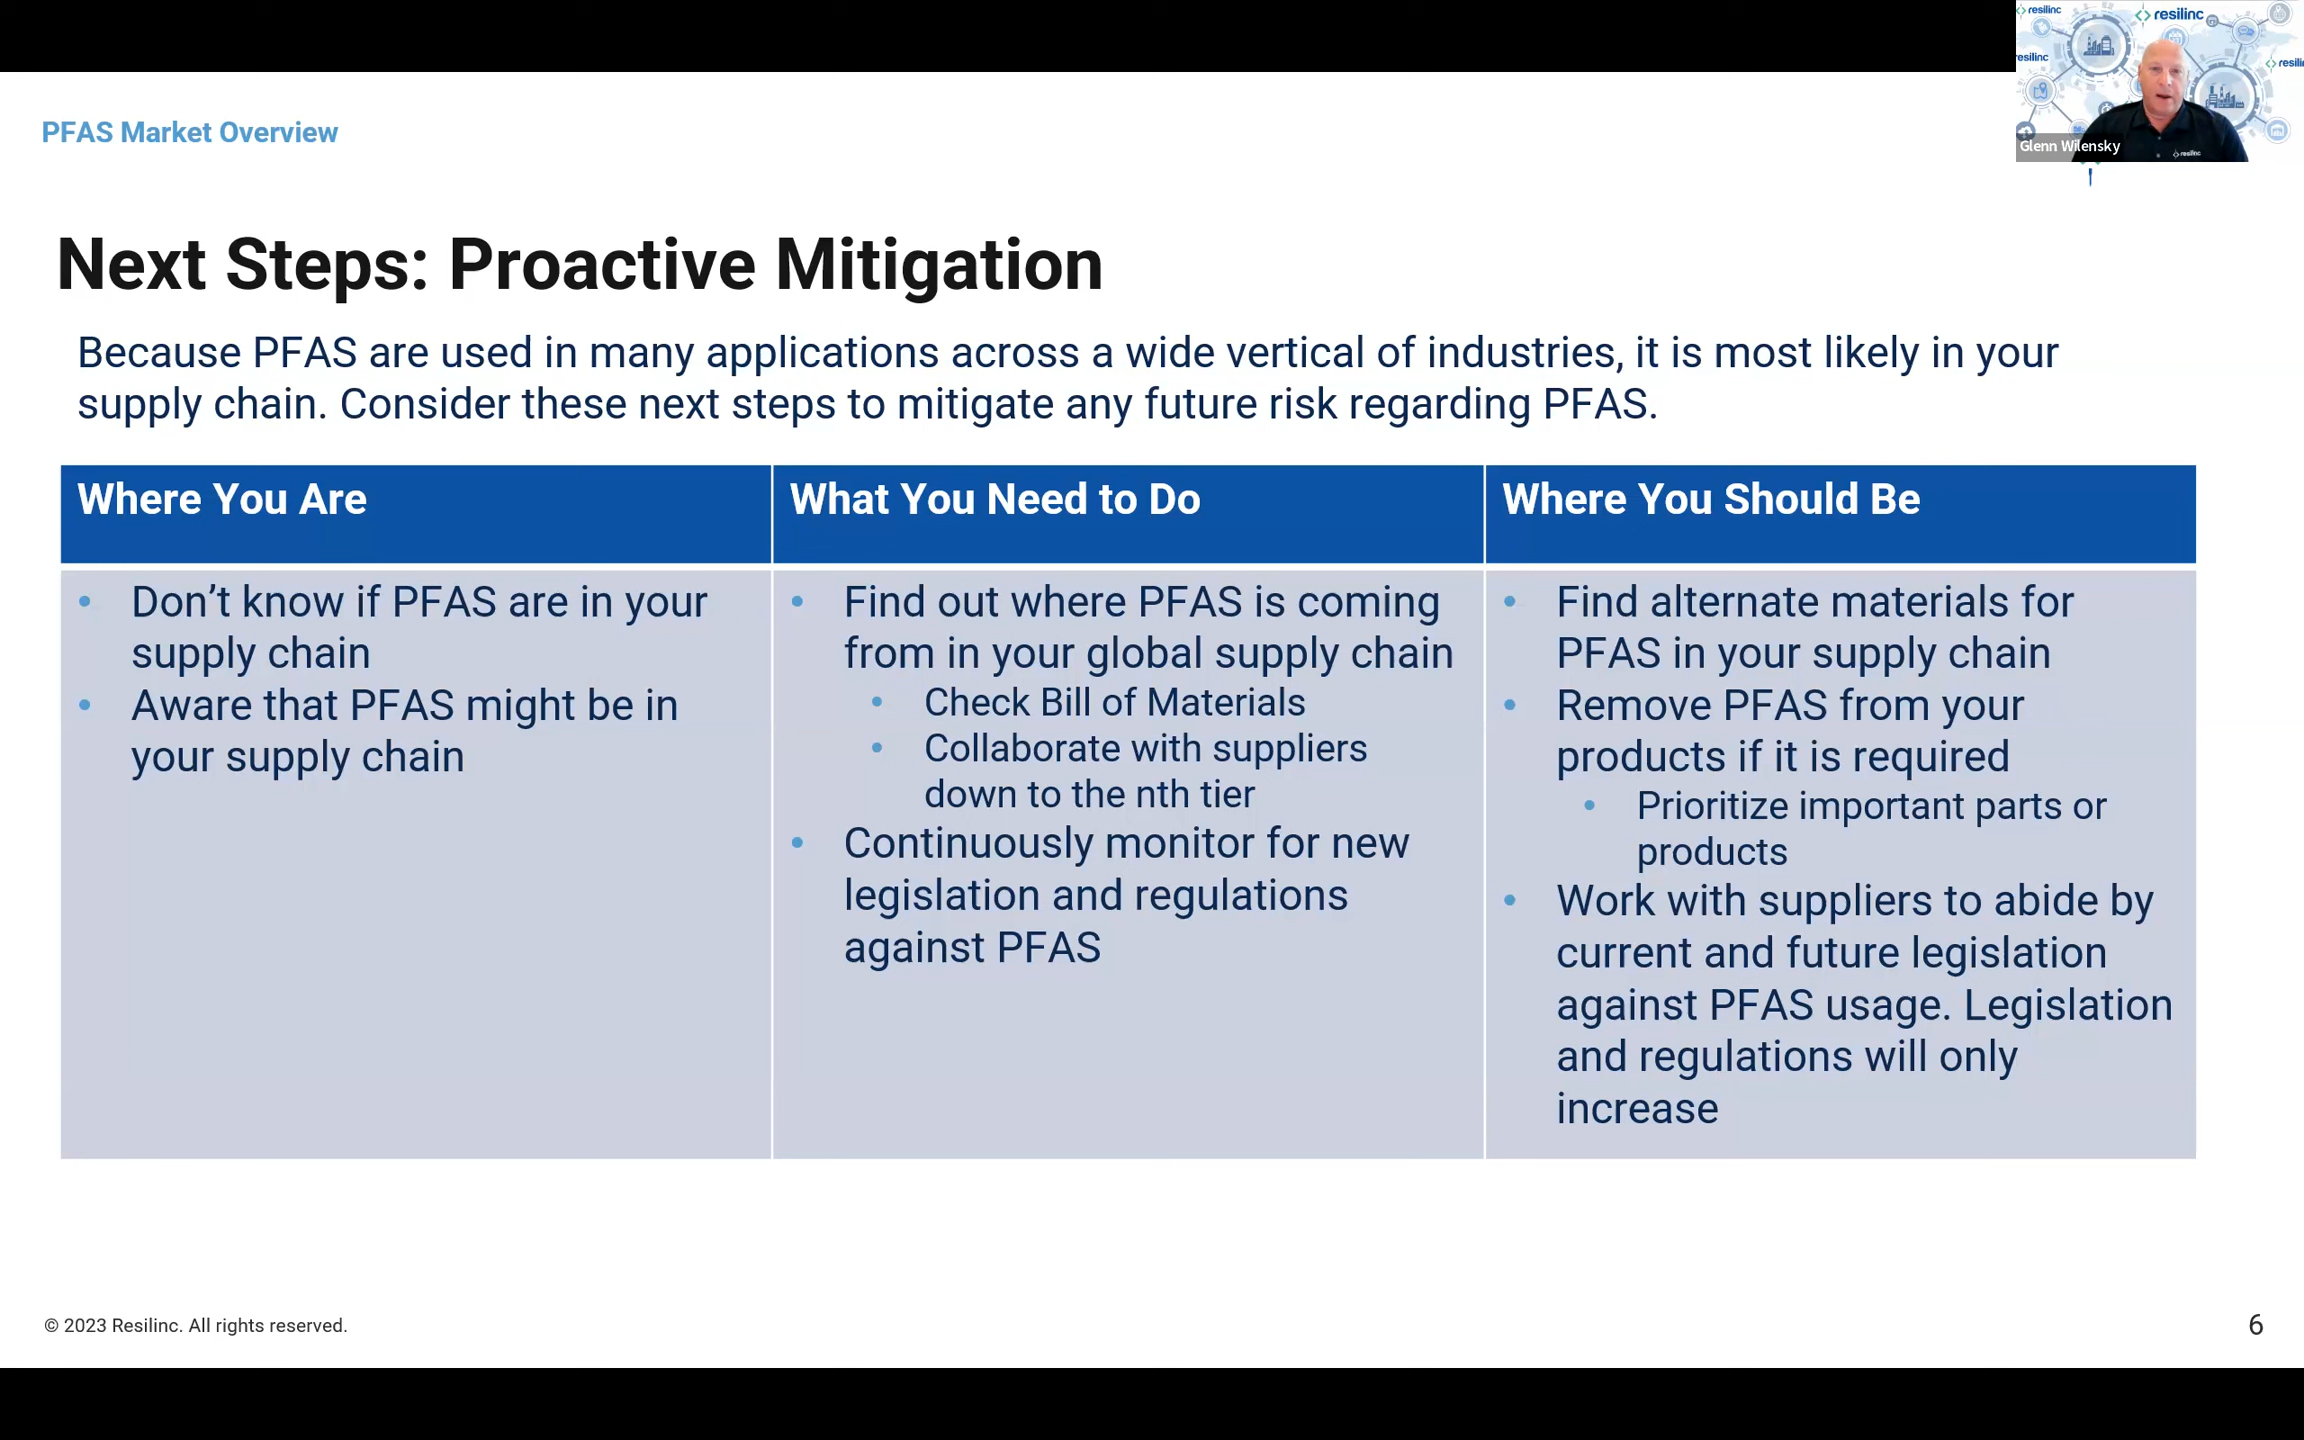 resilinc
resilinc
resilinc
resili
PFAS Market Overview
Glenn Wilensky
resilinc
Next Steps: Proactive Mitigation
Because PFAS are used in many applications across a wide vertical of industries, it is most likely in your
supply chain. Consider these next steps to mitigate any future risk regarding PFAS.
Where You Are
• Don’t know if PFAS are in your
supply chain
• Aware that PFAS might be in
your supply chain
What You Need to Do
• Find out where PFAS is coming
from in your global supply chain
• Check Bill of Materials
• Collaborate with suppliers
down to the nth tier
• Continuously monitor for new
legislation and regulations
against PFAS
Where You Should Be
• Find alternate materials for
PFAS in your supply chain
• Remove PFAS from your
products if it is required
• Prioritize important parts or
products
• Work with suppliers to abide by
current and future legislation
against PFAS usage. Legislation
and regulations will only
increase
© 2023 Resilinc. All rights reserved.
6